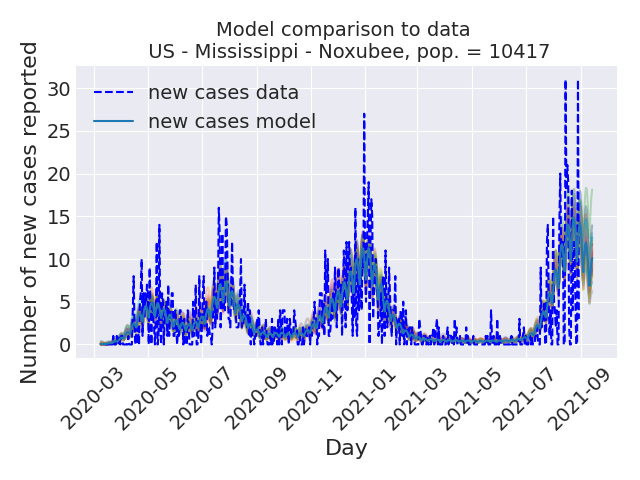 Model comparison to data
US - Mississippi - Noxubee, pop. = 10417
Number of new cases reported
30
25
20
15
10
5
0
new cases data
new cases model
2020-03
2020-05
2020-07
2020-09
2020-11
2021-01
2021-03
2021-05
2021-07
2021-09
Day